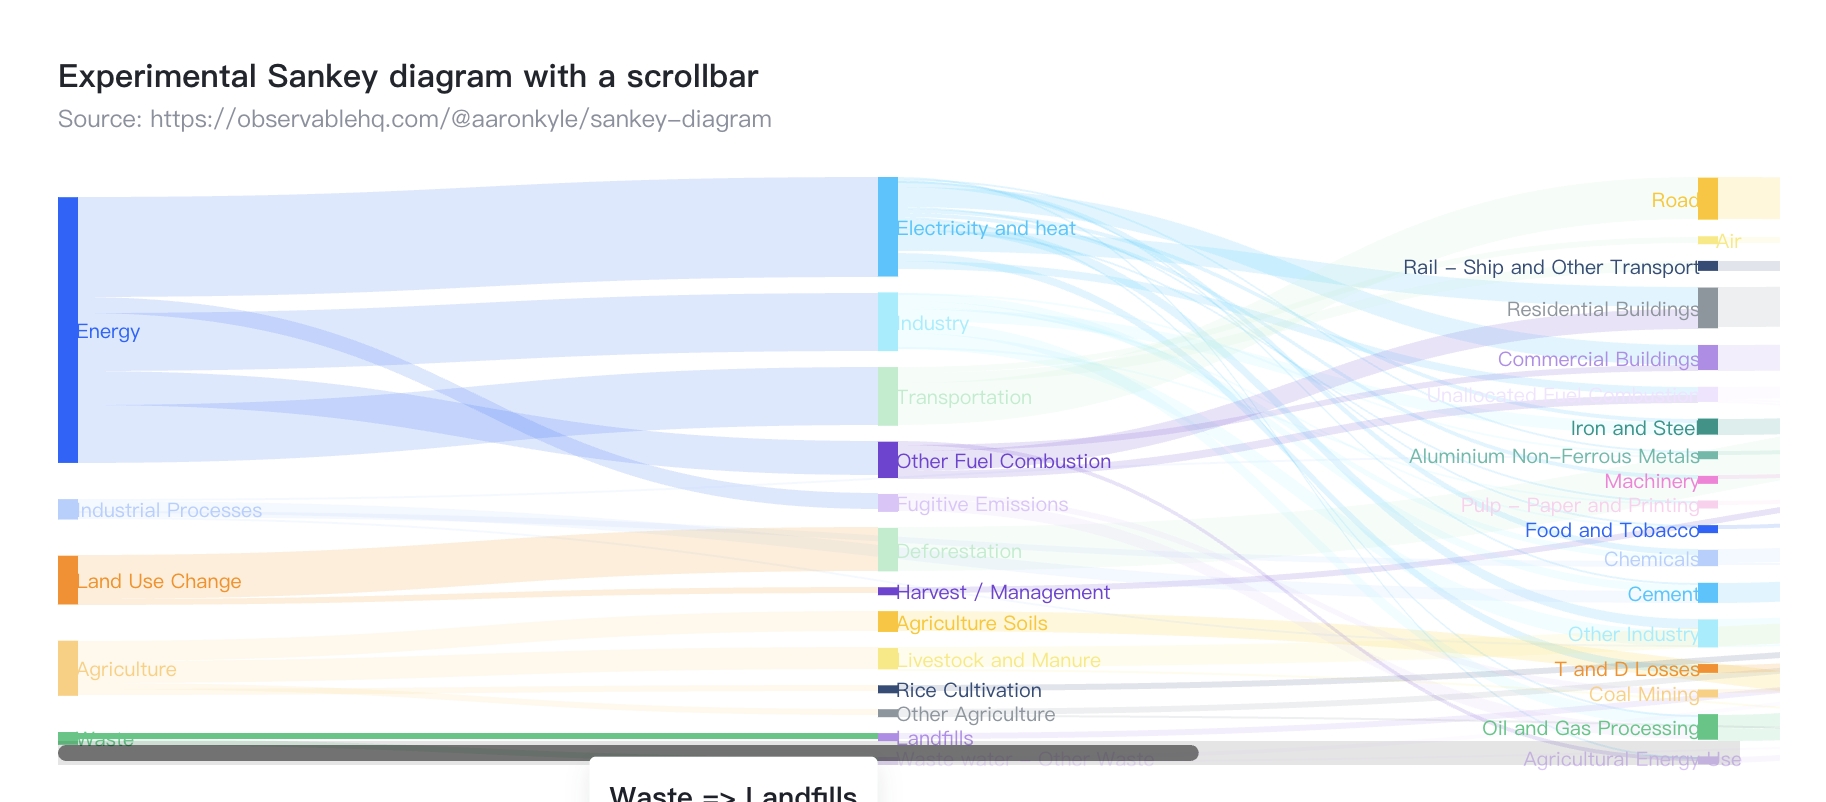 Experimental Sankey diagram with a scrollbar
Source: https://observablehq.com/@aaronkyle/sankey-diagram
Energy
Industrial Processes
Land Use Change
Agriculture
Waste
Electricity and heat
Industry
Transportation
Other Fuel Combustion
Fugitive Emissions
Deforestation
Harvest / Management
Agriculture Soils
Livestock and Manure
Rice Cultivation
Other Agriculture
Landfills
Waste water - Other Waste
Road
Air
Rail - Ship and Other Transport
Residential Buildings
Commercial Buildings
Unallocated Fuel Combustion
Iron and Steel
Aluminium Non-Ferrous Metals
Machinery
Pulp - Paper and Printing
Food and Tobacco
Chemicals
Cement
Other Industry
T and D Losses
Coal Mining
Oil and Gas Processing
Agricultural Energy Use
Waste => Landfills